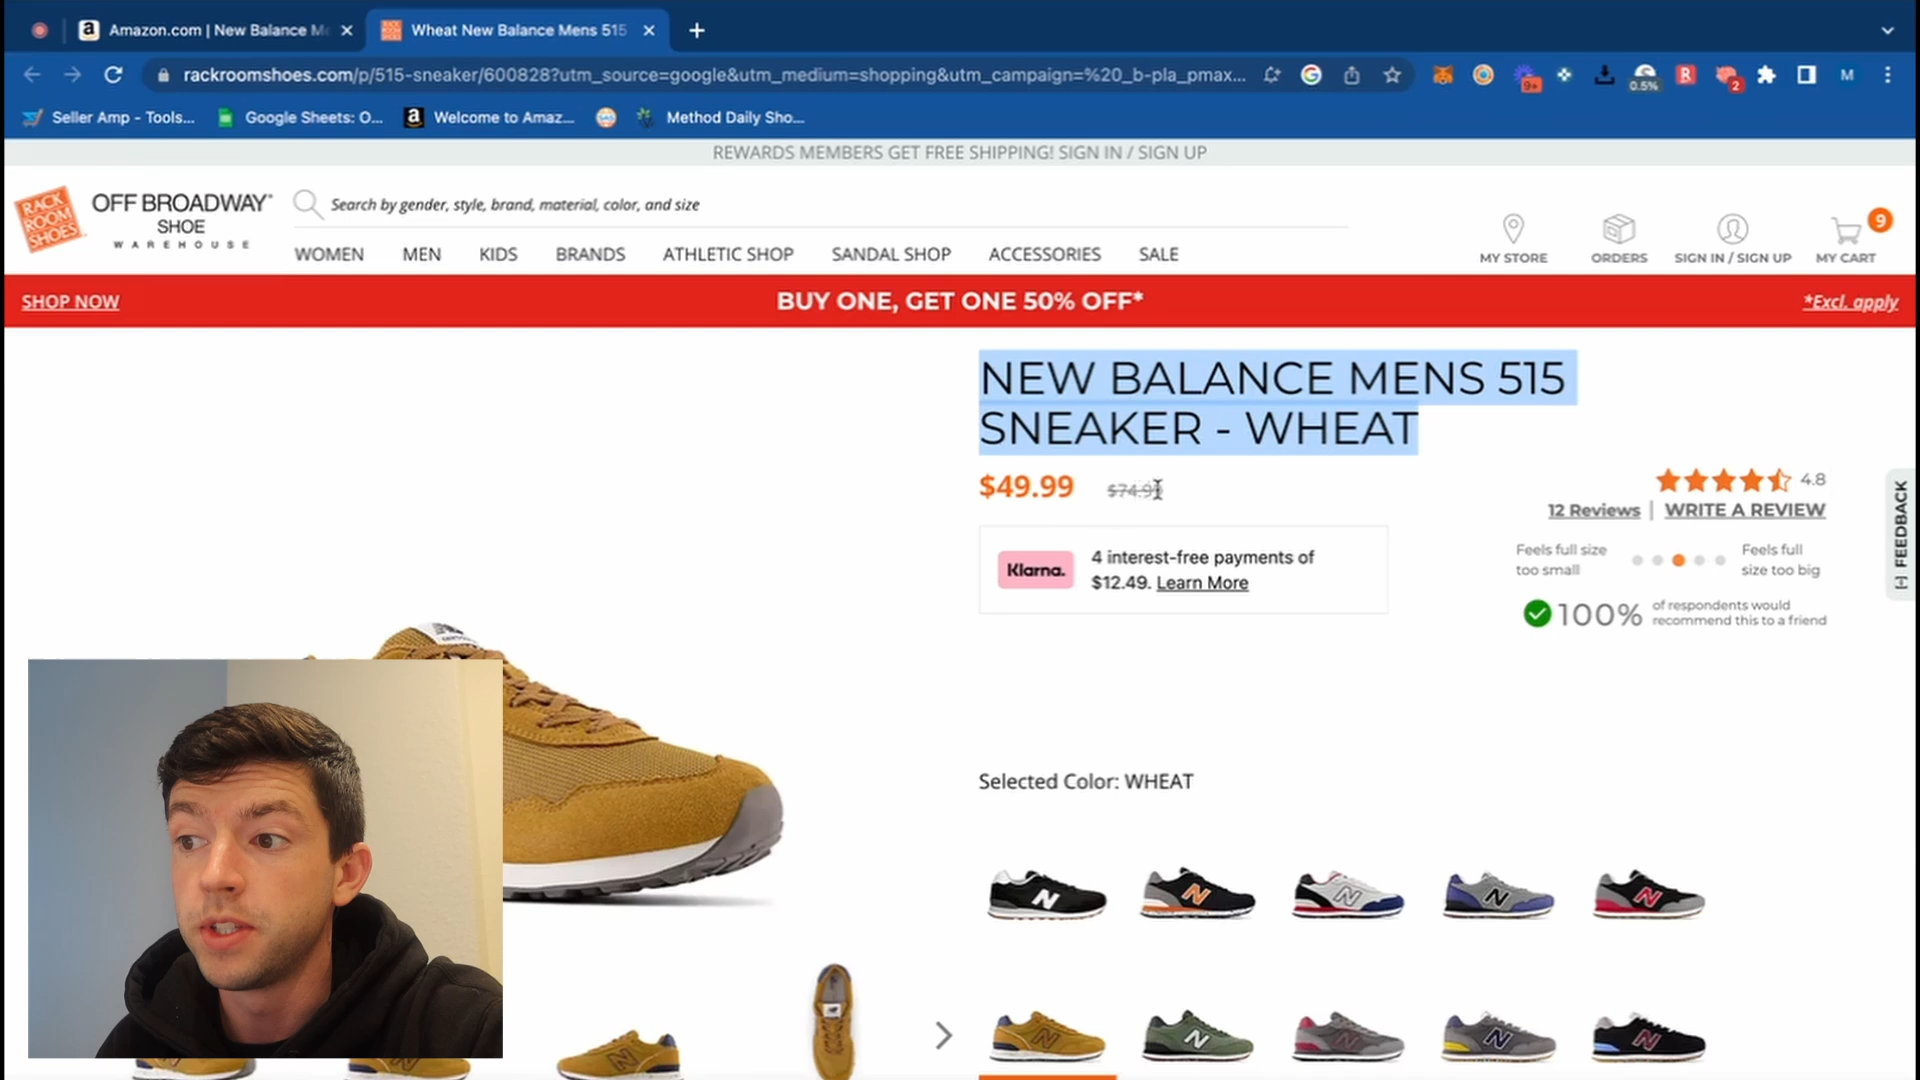 Amazon.com | New Balance Me
Wheat New Balance Mens 515
rackroomshoes.com/p/515-sneaker/600828?utm_source=google&utm_medium=shopping&utm_campaign=%20_b-pla_pmax...
9+
0.5%
R
2
M
Seller Amp - Tools...
Google Sheets: O...
Welcome to Amaz...
Method Daily Sho...
REWARDS MEMBERS GET FREE SHIPPING! SIGN IN / SIGN UP
RACK
ROOM
SHOES
OFF BROADWAY
SHOE
WAREHOUSE
Search by gender, style, brand, material, color, and size
WOMEN MEN KIDS BRANDS ATHLETIC SHOP SANDAL SHOP ACCESSORIES SALE
9
MY STORE ORDERS SIGN IN / SIGN UP MY CART
SHOP NOW
BUY ONE, GET ONE 50% OFF*
*Excl. apply
NEW BALANCE MENS 515
SNEAKER - WHEAT
$49.99 $74.99
4.8
12 Reviews | WRITE A REVIEW
Feels full size
too small
Feels full
size too big
100% of respondents would
recommend this to a friend
Klarna.
4 interest-free payments of
$12.49. Learn More
[-] FEEDBACK
Selected Color: WHEAT